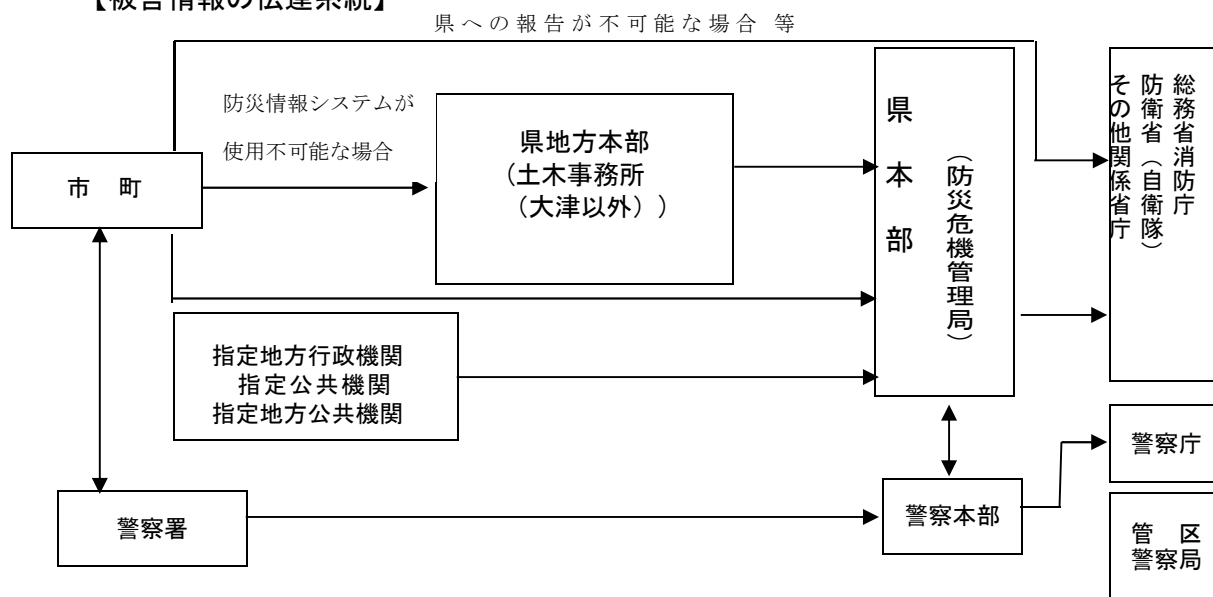 【被害情報の伝達系統】
県への報告が不可能な場合 等
防災情報システムが
使用不可能な場合
市 町
県地方本部
(土木事務所
(大津以外))
県本部
(防災危機管理局)
総務省消防庁
防衛省(自衛隊)
その他関係省庁
指定地方行政機関
指定公共機関
指定地方公共機関
警察庁
警察署
警察本部
管 区
警察局